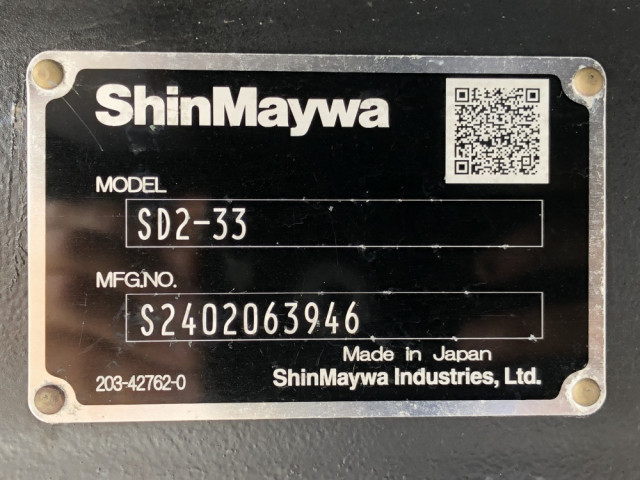 ShinMaywa
MODEL
SD2-33
MFG.NO.
S2402063946
Made in Japan
203-42762-0
ShinMaywa Industries, Ltd.